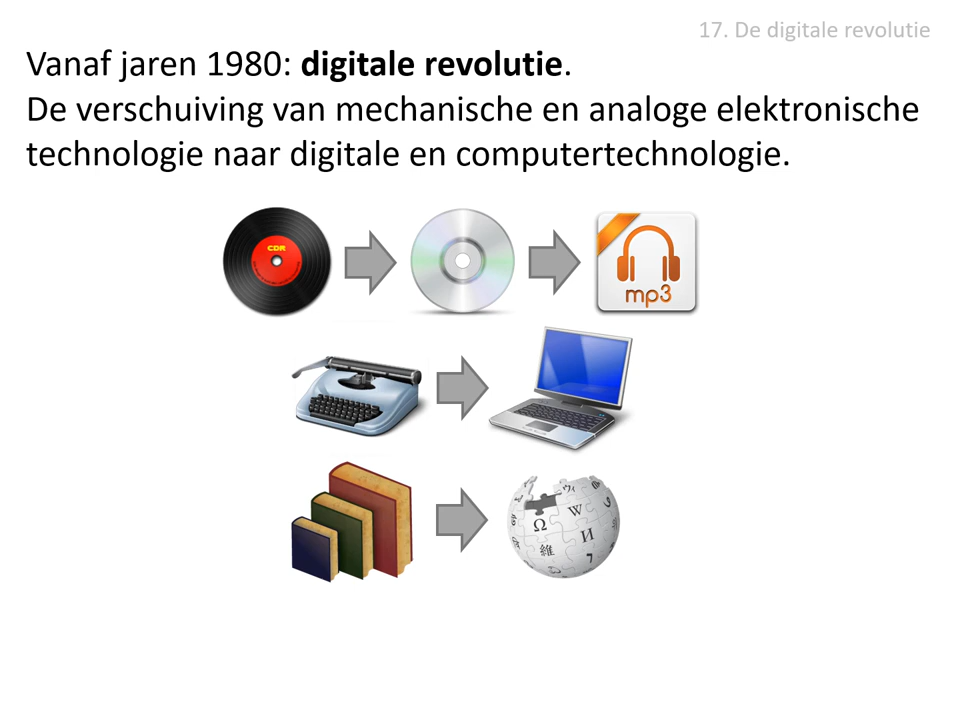 17. De digitale revolutie
Vanaf jaren 1980: digitale revolutie.
De verschuiving van mechanische en analoge elektronische
technologie naar digitale en computertechnologie.
CDR
mp3
Ω
W
И
維